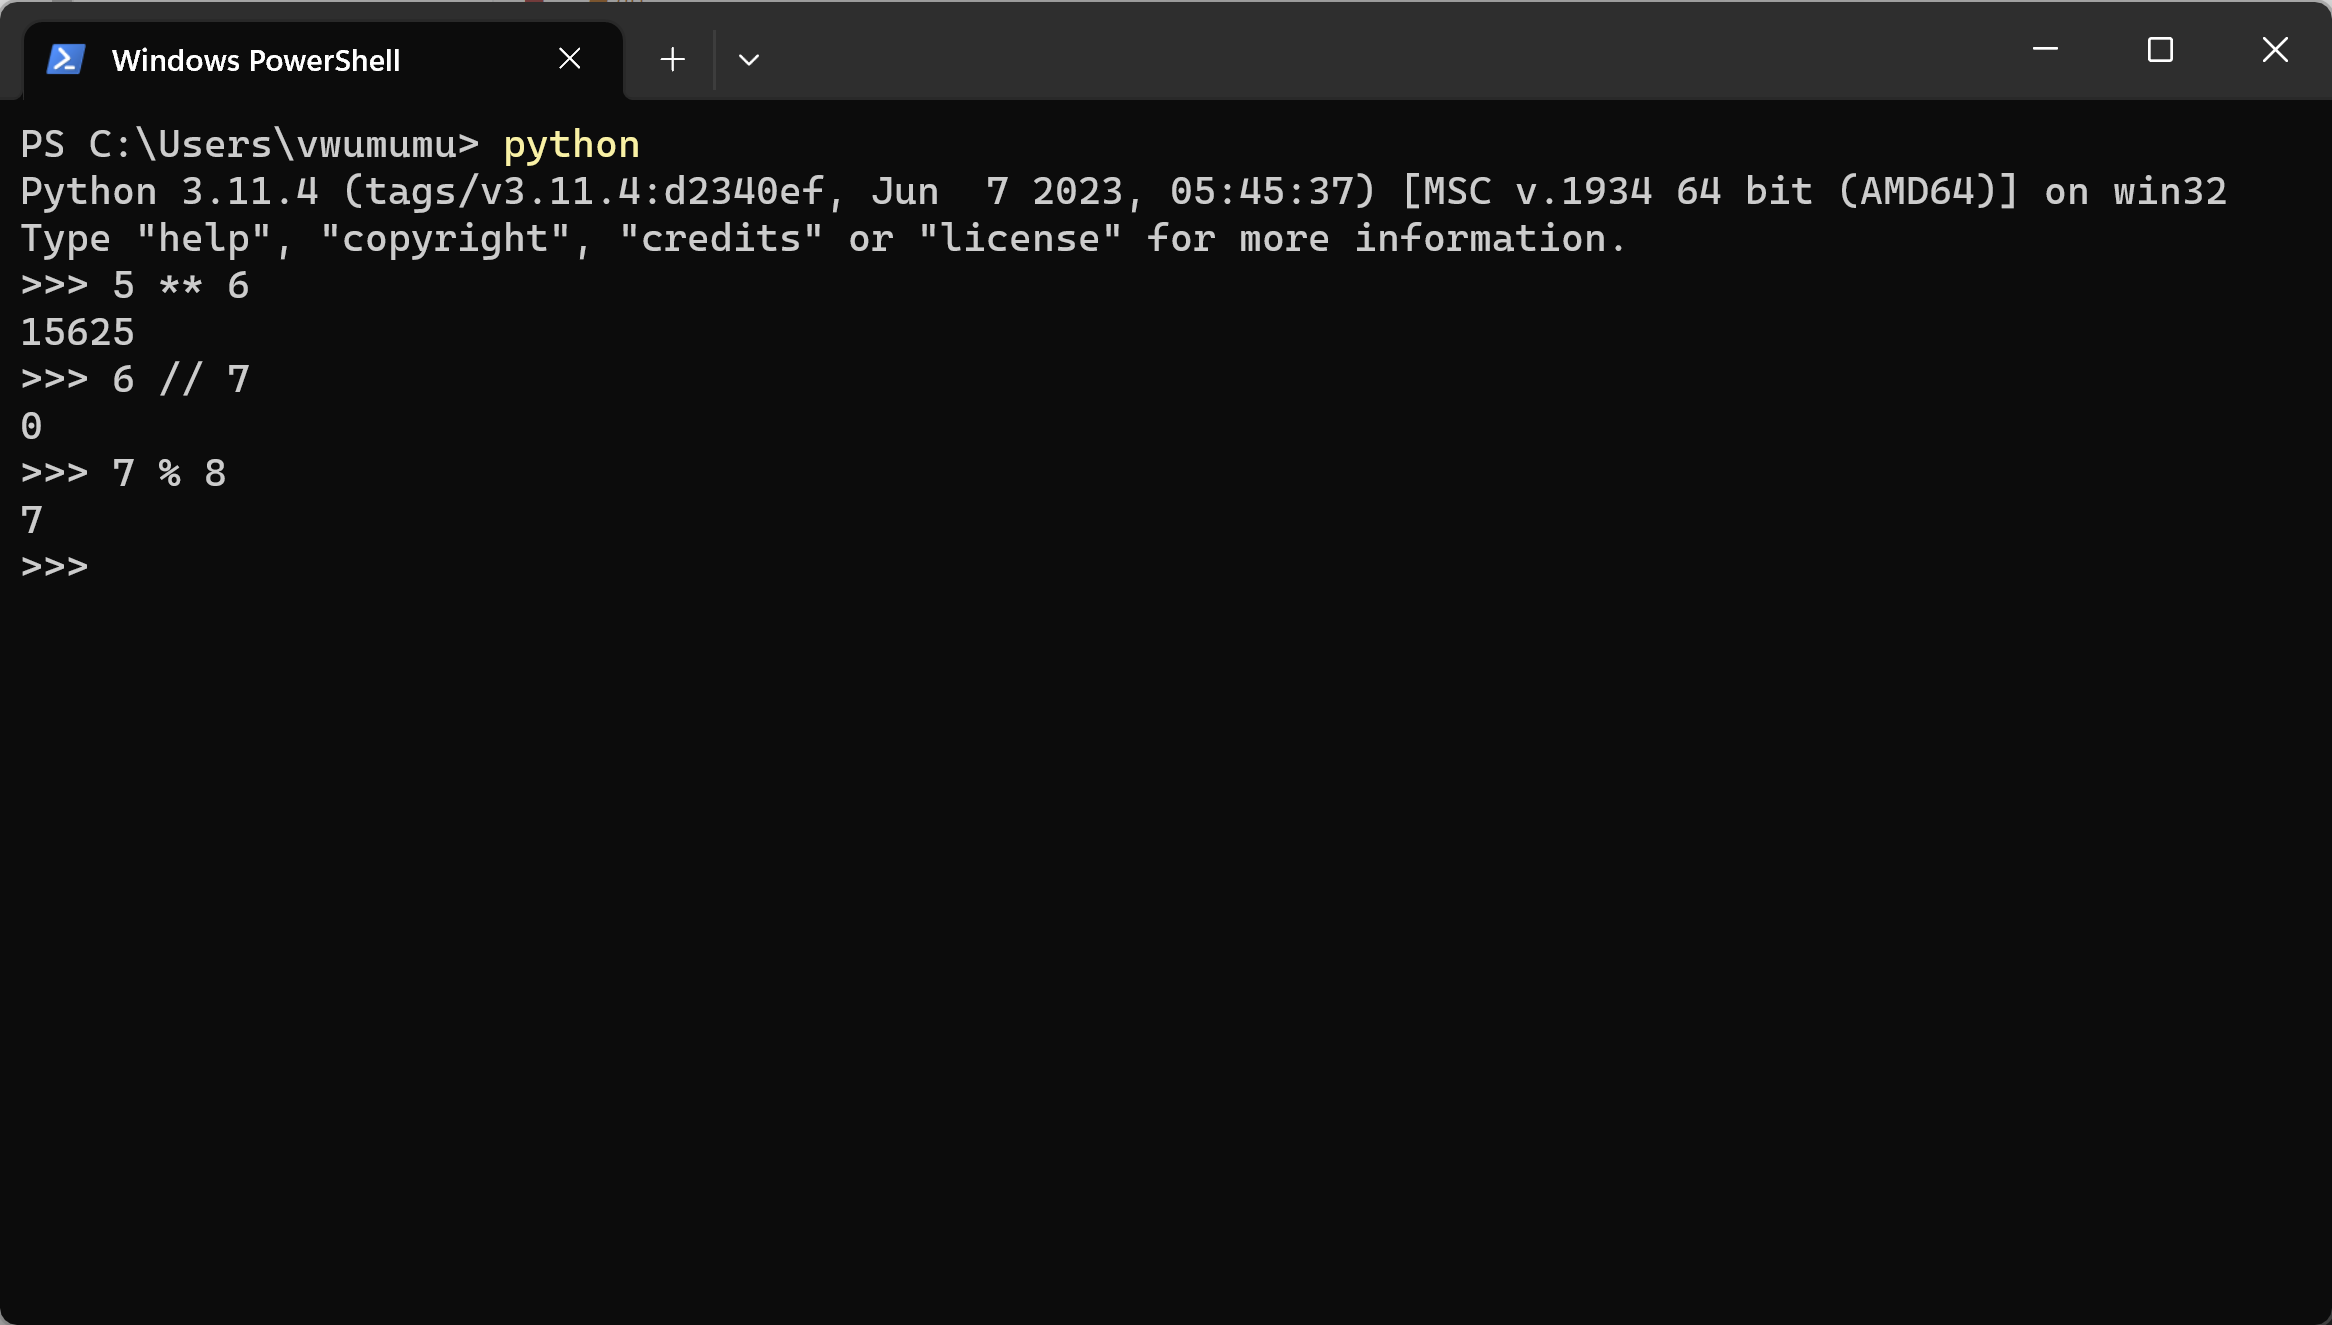 Windows PowerShell
PS C:\Users\vwumumu> python
Python 3.11.4 (tags/v3.11.4:d2340ef, Jun  7 2023, 05:45:37) [MSC v.1934 64 bit (AMD64)] on win32
Type "help", "copyright", "credits" or "license" for more information.
>>> 5 ** 6
15625
>>> 6 // 7
0
>>> 7 % 8
7
>>>